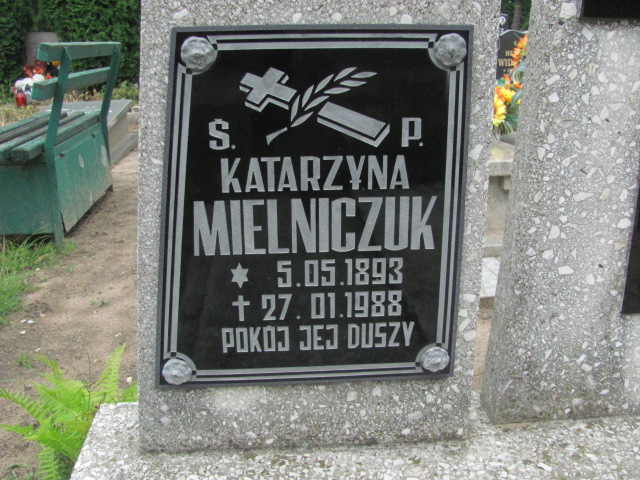 Ś. P.
KATARZYNA
MIELNICZUK
* 5.05.1893
† 27.01.1988
POKÓJ JEJ DUSZY